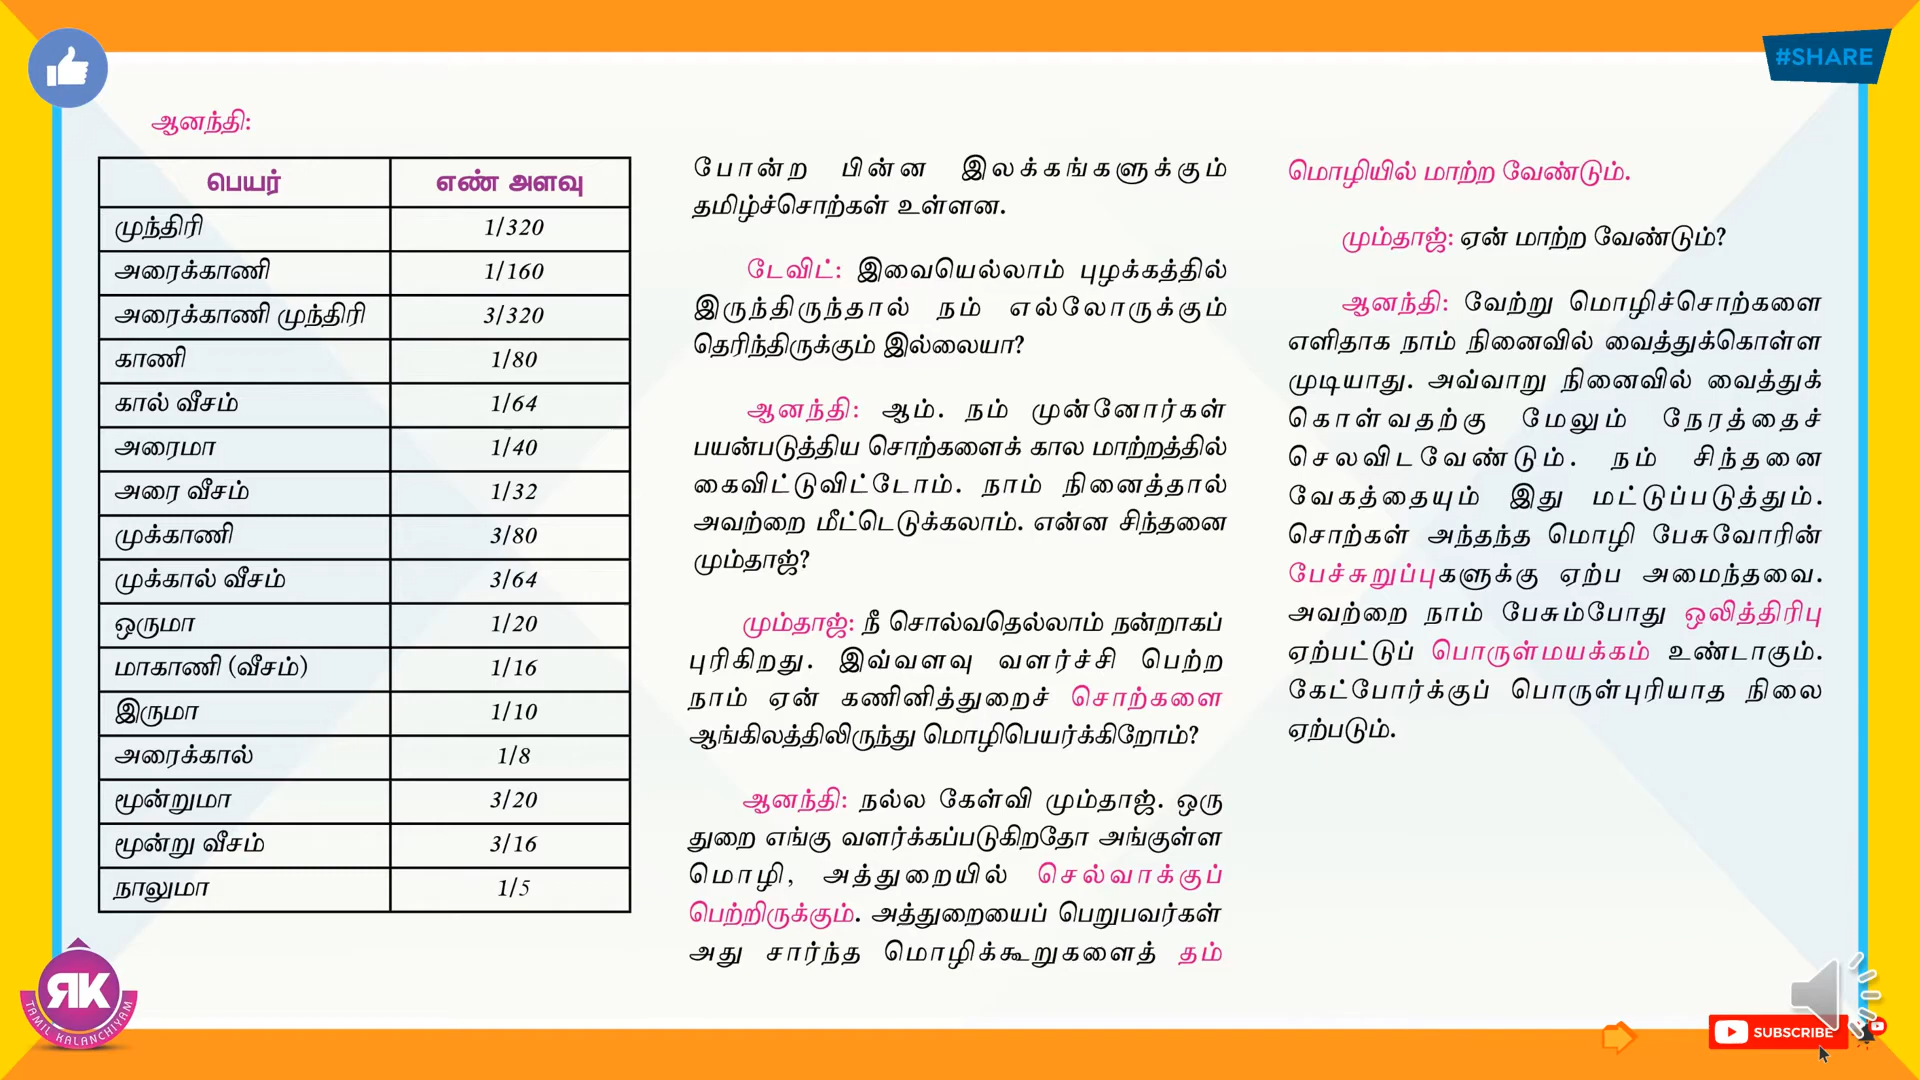 #SHARE
ஆனந்தி:
பெயர் எண் அளவு
முந்திரி 1/320
அரைக்காணி 1/160
அரைக்காணி முந்திரி 3/320
காணி 1/80
கால் வீசம் 1/64
அரைமா 1/40
அரை வீசம் 1/32
முக்காணி 3/80
முக்கால் வீசம் 3/64
ஒருமா 1/20
மாகாணி (வீசம்) 1/16
இருமா 1/10
அரைக்கால் 1/8
மூன்றுமா 3/20
மூன்று வீசம் 3/16
நாலுமா 1/5
போன்ற பின்ன இலக்கங்களுக்கும்
தமிழ்ச்சொற்கள் உள்ளன.
டேவிட்: இவையெல்லாம் புழக்கத்தில்
இருந்திருந்தால் நம் எல்லோருக்கும்
தெரிந்திருக்கும் இல்லையா?
ஆனந்தி: ஆம். நம் முன்னோர்கள்
பயன்படுத்திய சொற்களைக் கால மாற்றத்தில்
கைவிட்டுவிட்டோம். நாம் நினைத்தால்
அவற்றை மீட்டெடுக்கலாம். என்ன சிந்தனை
மும்தாஜ்?
மும்தாஜ்: நீ சொல்வதெல்லாம் நன்றாகப்
புரிகிறது. இவ்வளவு வளர்ச்சி பெற்ற
நாம் ஏன் கணினித்துறைச் சொற்களை
ஆங்கிலத்திலிருந்து மொழிபெயர்க்கிறோம்?
ஆனந்தி: நல்ல கேள்வி மும்தாஜ். ஒரு
துறை எங்கு வளர்க்கப்படுகிறதோ அங்குள்ள
மொழி, அத்துறையில் செல்வாக்குப்
பெற்றிருக்கும். அத்துறையைப் பெறுபவர்கள்
அது சார்ந்த மொழிக்கூறுகளைத் தம்
மொழியில் மாற்ற வேண்டும்.
மும்தாஜ்: ஏன் மாற்ற வேண்டும்?
ஆனந்தி: வேற்று மொழிச்சொற்களை
எளிதாக நாம் நினைவில் வைத்துக்கொள்ள
முடியாது. அவ்வாறு நினைவில் வைத்துக்
கொள்வதற்கு மேலும் நேரத்தைச்
செலவிடவேண்டும். நம் சிந்தனை
வேகத்தையும் இது மட்டுப்படுத்தும்.
சொற்கள் அந்தந்த மொழி பேசுவோரின்
பேச்சுறுப்புகளுக்கு ஏற்ப அமைந்தவை.
அவற்றை நாம் பேசும்போது ஒலித்திரிபு
ஏற்பட்டுப் பொருள்மயக்கம் உண்டாகும்.
கேட்போர்க்குப் பொருள்புரியாத நிலை
ஏற்படும்.
RK
TAMIL KALANCHIYAM
SUBSCRIBE